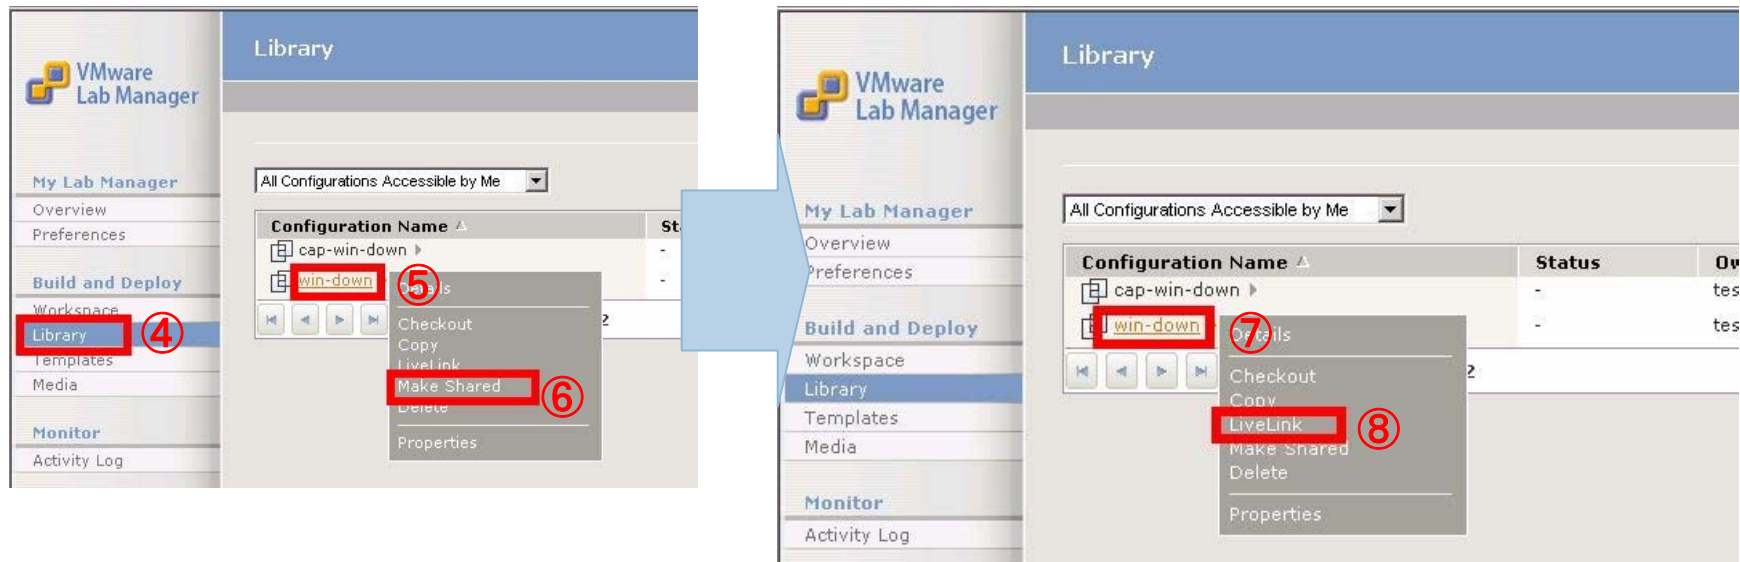 Library
VMware
Lab Manager
My Lab Manager
Overview
Preferences
Build and Deploy
Workspace
Library
④
Templates
Media
Monitor
Activity Log
All Configurations Accessible by Me
Configuration Name
cap-win-down
-
win-down
⑤
-
Details
Checkout
Copy
LiveLink
Make Shared
⑥
Delete
Properties
2
Library
VMware
Lab Manager
My Lab Manager
Overview
Preferences
Build and Deploy
Workspace
Library
Templates
Media
Monitor
Activity Log
All Configurations Accessible by Me
Configuration Name Status
cap-win-down - tes
win-down ⑦ - tes
Details
Checkout
Copy
LiveLink
⑧
Make Shared
Delete
Properties
2